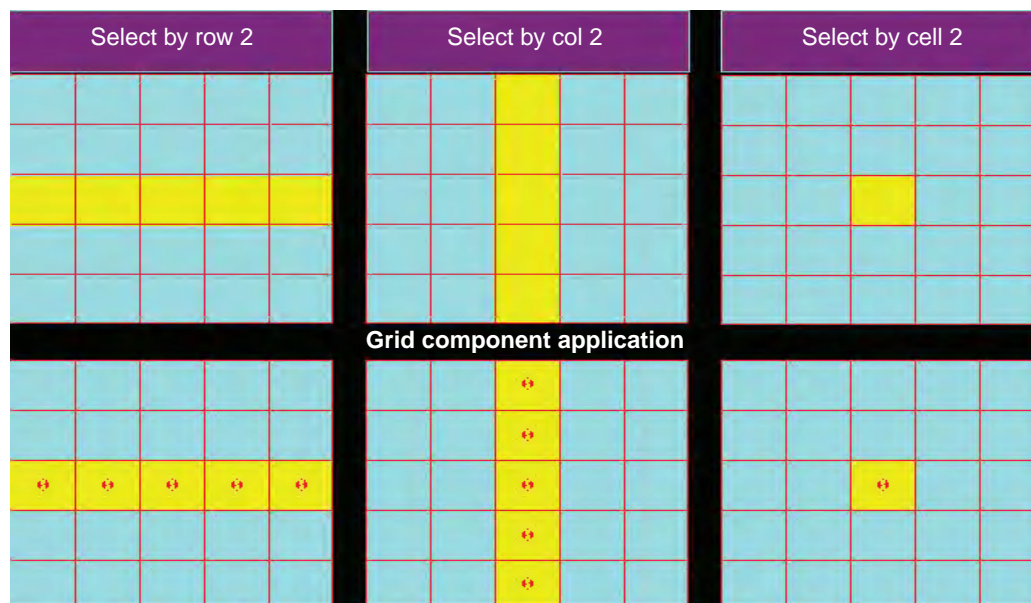 Select by row 2
Select by col 2
Select by cell 2
Grid component application